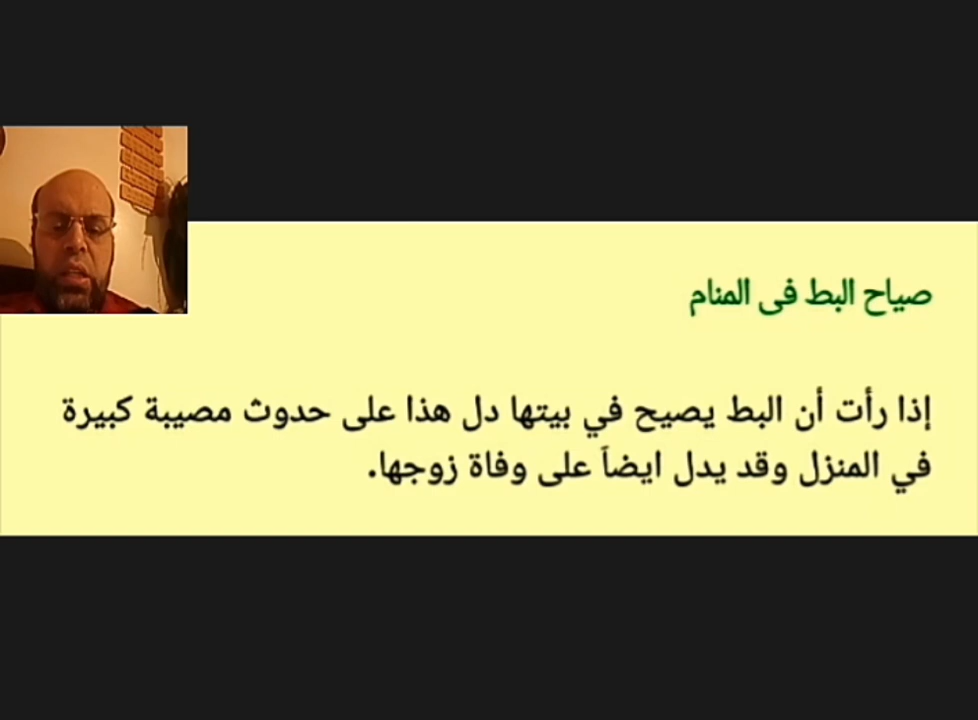 صياح البط فى المنام
إذا رأت أن البط يصيح في بيتها دل هذا على حدوث مصيبة كبيرة
في المنزل وقد يدل ايضاً على وفاة زوجها.